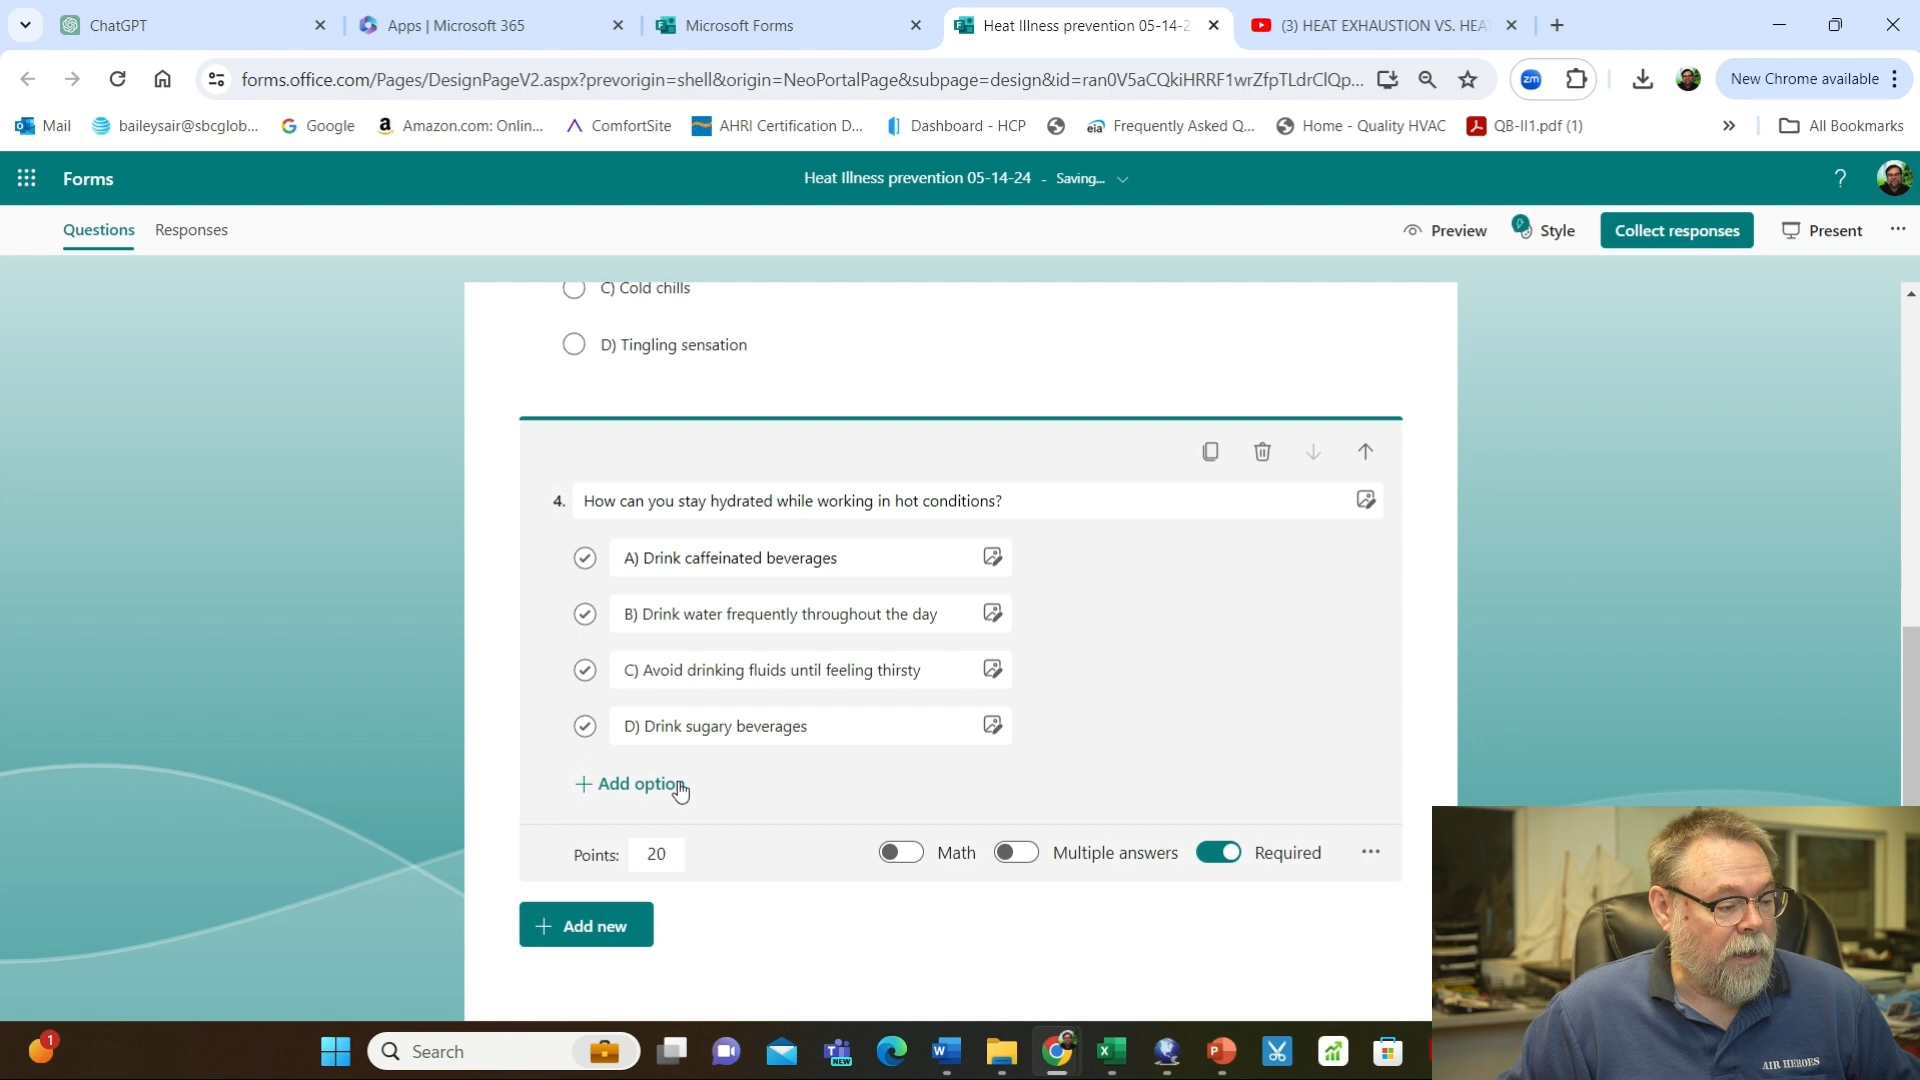 ChatGPT
Apps | Microsoft 365
Microsoft Forms
Heat Illness prevention 05-14-2
(3) HEAT EXHAUSTION VS. HEA
forms.office.com/Pages/DesignPageV2.aspx?prevorigin=shell&origin=NeoPortalPage&subpage=design&id=ran0V5aCQkiHRRF1wrZfpTLdrClQp...
zm
New Chrome available
Mail
baileysair@sbcglob...
Google
Amazon.com: Onlin...
ComfortSite
AHRI Certification D...
Dashboard - HCP
eia
Frequently Asked Q...
Home - Quality HVAC
QB-II1.pdf (1)
All Bookmarks
Forms
Heat Illness prevention 05-14-24 - Saving...
?
Questions
Responses
Preview
Style
Collect responses
Present
C) Cold chills
D) Tingling sensation
4. How can you stay hydrated while working in hot conditions?
A) Drink caffeinated beverages
B) Drink water frequently throughout the day
C) Avoid drinking fluids until feeling thirsty
D) Drink sugary beverages
+ Add option
Points: 20
Math
Multiple answers
Required
+ Add new
AIR HEROES
1
Search
NEW